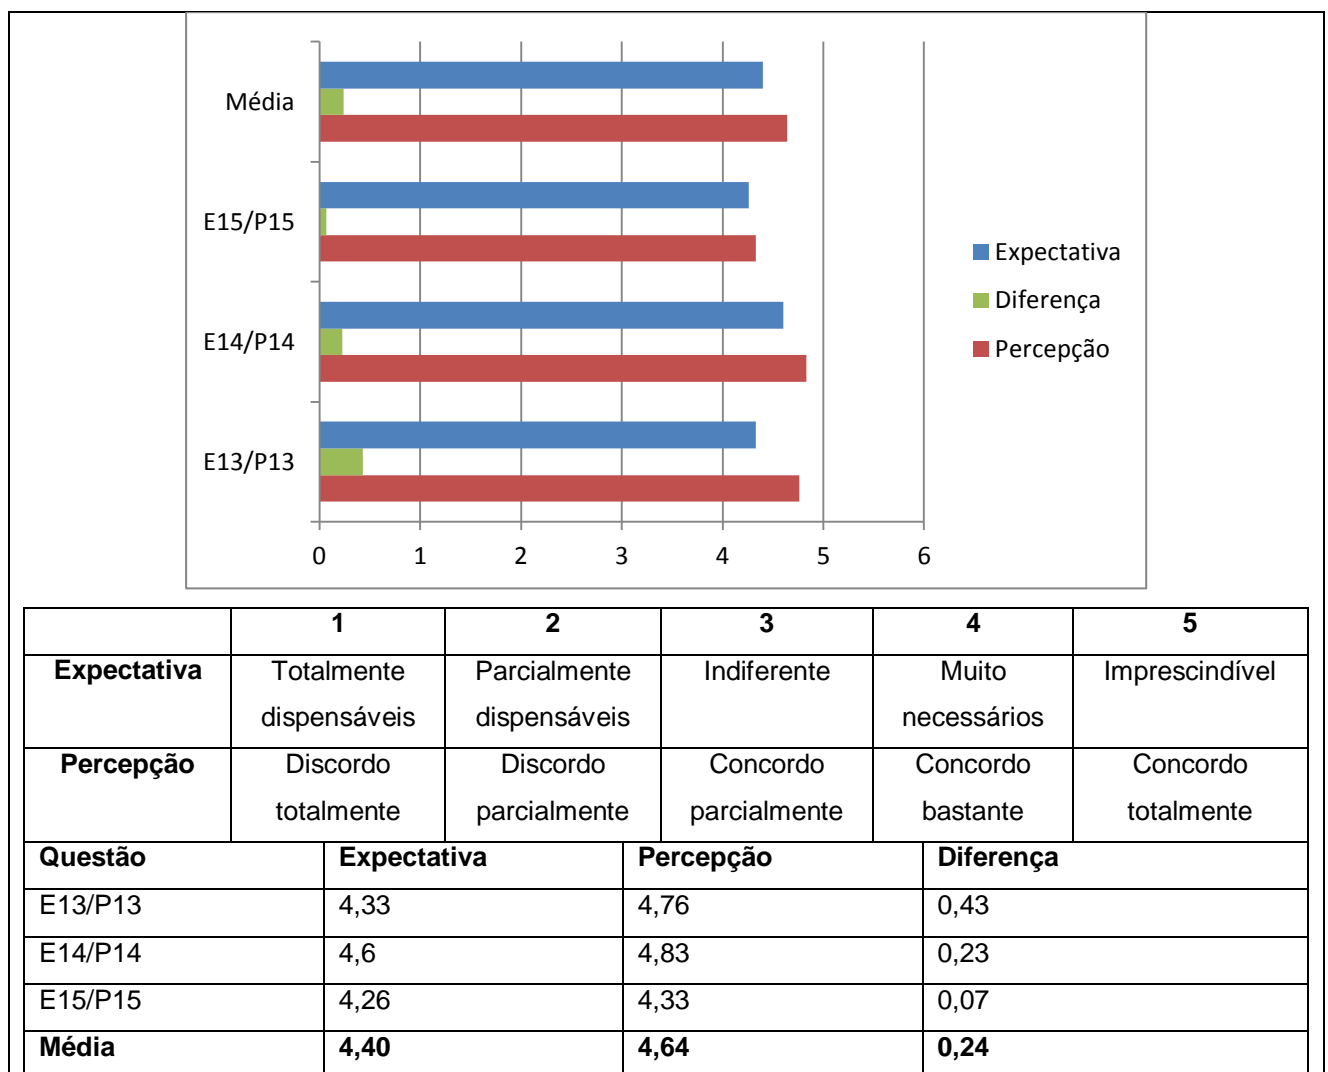 Média
E15/P15
E14/P14
E13/P13
0 1 2 3 4 5 6
Expectativa
Diferença
Percepção
1 2 3 4 5
Expectativa Totalmente Parcialmente Indiferente Muito Imprescindível
dispensáveis dispensáveis necessários
Percepção Discordo Discordo Concordo Concordo Concordo
totalmente parcialmente parcialmente bastante totalmente
Questão Expectativa Percepção Diferença
E13/P13 4,33 4,76 0,43
E14/P14 4,6 4,83 0,23
E15/P15 4,26 4,33 0,07
Média 4,40 4,64 0,24